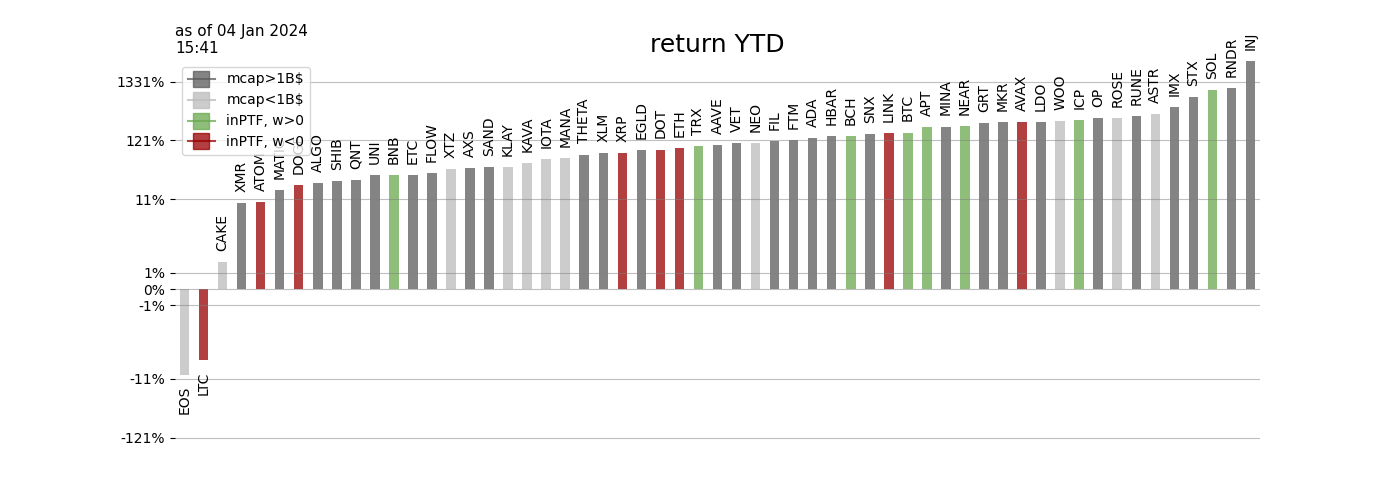 as of 04 Jan 2024
15:41
return YTD
mcap>1B$
mcap<1B$
inPTF, w>0
inPTF, w<0
1331%
121%
11%
1%
0%
-1%
-11%
-121%
EOS
LTC
CAKE
XMR
ATOM
ALGO
SHIB
QNT
UNI
BNB
ETC
FLOW
XTZ
AXS
SAND
KLAY
KAVA
IOTA
MANA
THETA
XLM
XRP
EGLD
DOT
ETH
TRX
AAVE
VET
NEO
FIL
FTM
ADA
HBAR
BCH
SNX
LINK
BTC
APT
MINA
NEAR
GRT
MKR
AVAX
LDO
WOO
ICP
OP
ROSE
RUNE
ASTR
IMX
STX
SOL
RNDR
INJ